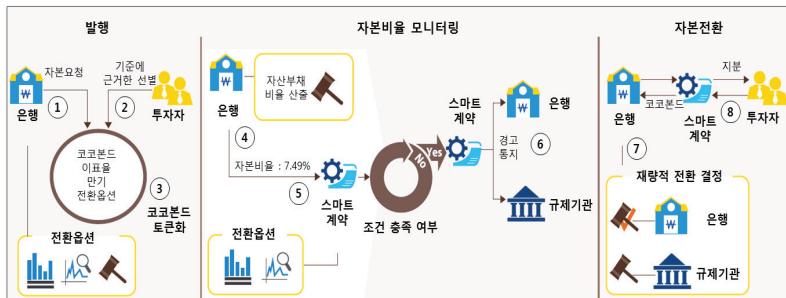 발행
자본요청
기준에
근거한 선별
은행
1
2
투자자
코코본드
이표율
만기
전환옵션
3
코코본드
토큰화
전환옵션
자본비율 모니터링
은행
자산부채
비율 산출
4
자본비율 : 7.49%
5
스마트
계약
전환옵션
No
Yes
조건 충족 여부
스마트
계약
은행
경고
통지
6
규제기관
자본전환
은행
코코본드
스마트
계약
지분
8
투자자
7
재량적 전환 결정
은행
규제기관